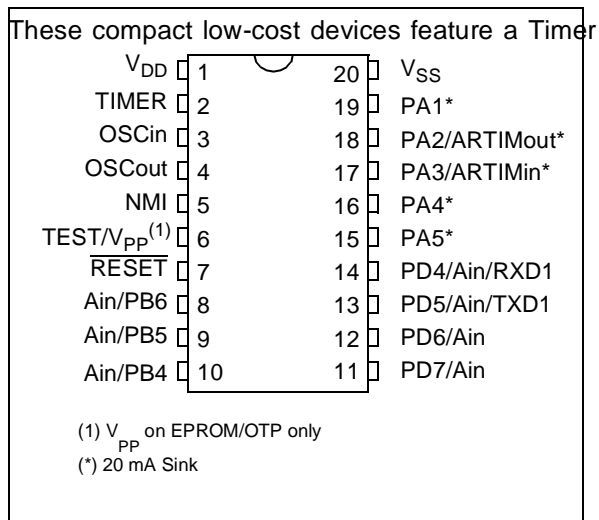 These compact low-cost devices feature a Timer
VDD 1 20 VSS
TIMER 2 19 PA1*
OSCin 3 18 PA2/ARTIMout*
OSCout 4 17 PA3/ARTIMin*
NMI 5 16 PA4*
TEST/VPP(1) 6 15 PA5*
RESET 7 14 PD4/Ain/RXD1
Ain/PB6 8 13 PD5/Ain/TXD1
Ain/PB5 9 12 PD6/Ain
Ain/PB4 10 11 PD7/Ain
(1) VPP on EPROM/OTP only
(*) 20 mA Sink